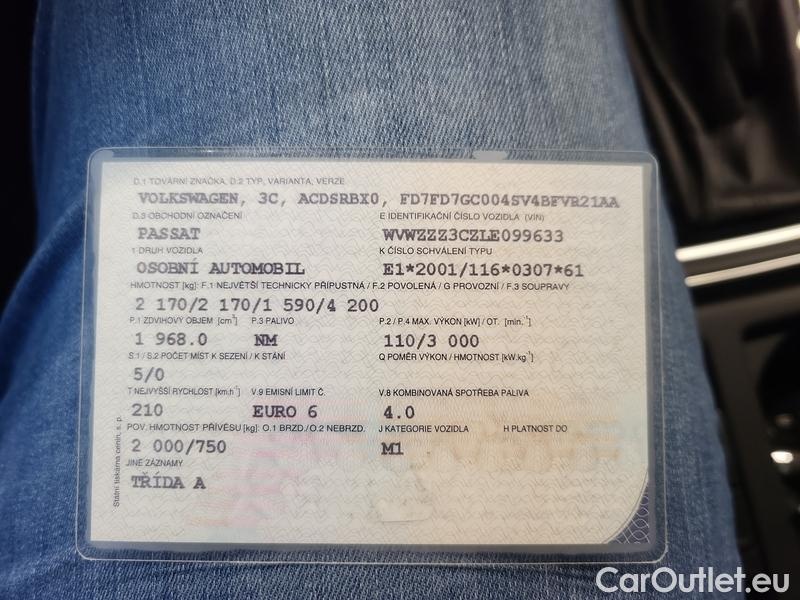 D.1 TOVÁRNÍ ZNAČKA, D.2 TYP, VARIANTA, VERZE
VOLKSWAGEN, 3C, ACDSRBX0, FD7FD7GC004SV4BFVR21AA
D.3 OBCHODNÍ OZNAČENÍ E IDENTIFIKAČNÍ ČÍSLO VOZIDLA (VIN)
PASSAT WVWZZZ3CZLE099633
1 DRUH VOZIDLA K ČÍSLO SCHVÁLENÍ TYPU
OSOBNÍ AUTOMOBIL E1*2001/116*0307*61
HMOTNOST [kg]: F.1 NEJVĚTŠÍ TECHNICKY PŘÍPUSTNÁ / F.2 POVOLENÁ / G PROVOZNÍ / F.3 SOUPRAVY
2 170/2 170/1 590/4 200
P.1 ZDVIHOVÝ OBJEM [cm³] P.3 PALIVO P.2 / P.4 MAX. VÝKON [kW] / OT. [min.⁻¹]
1 968.0 NM 110/3 000
S.1 / S.2 POČET MÍST K SEZENÍ / K STÁNÍ Q POMĚR VÝKON / HMOTNOST [kW.kg⁻¹]
5/0
T NEJVYŠŠÍ RYCHLOST [km.h⁻¹] V.9 EMISNÍ LIMIT Č. V.8 KOMBINOVANÁ SPOTŘEBA PALIVA
210 EURO 6 4.0
POV. HMOTNOST PŘÍVĚSU [kg]: O.1 BRZD./O.2 NEBRZD. J KATEGORIE VOZIDLA H PLATNOST DO
2 000/750 M1
JINÉ ZÁZNAMY
TŘÍDA A
Státní tiskárna cenin, s. p.
CarOutlet.eu